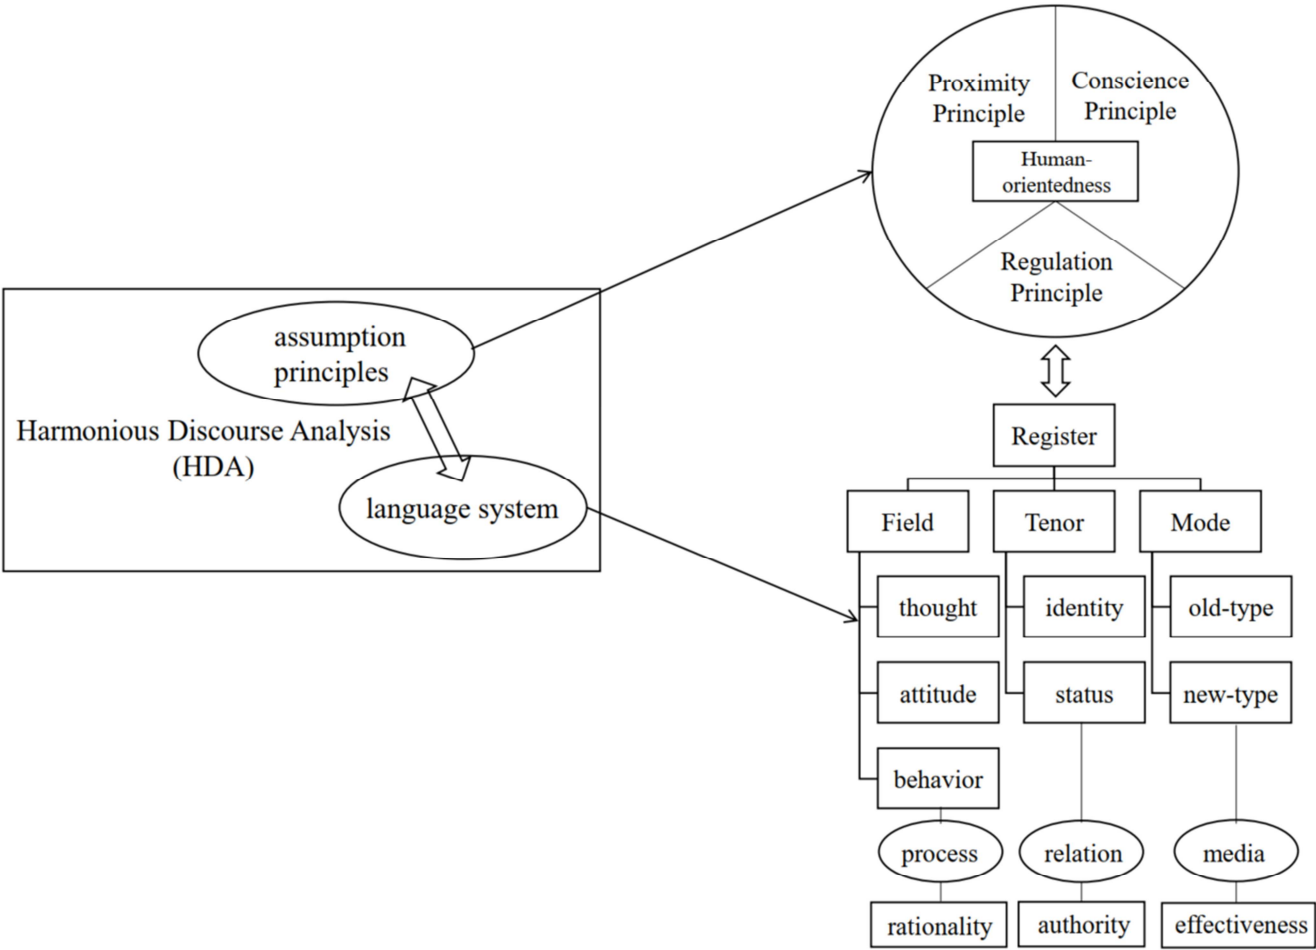 Proximity
Principle
Conscience
Principle
Human-
orientedness
Regulation
Principle
assumption
principles
Harmonious Discourse Analysis
(HDA)
language system
Register
Field
Tenor
Mode
thought
identity
old-type
attitude
status
new-type
behavior
process
relation
media
rationality
authority
effectiveness